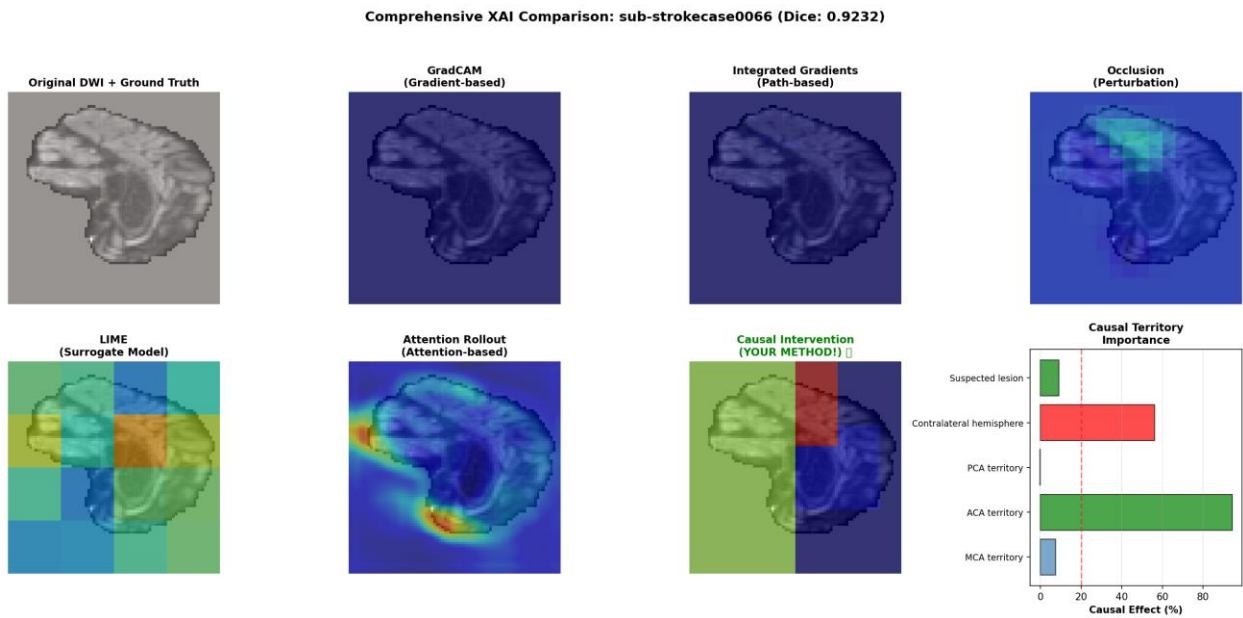 Comprehensive XAI Comparison: sub-strokecase0066 (Dice: 0.9232)
Original DWI + Ground Truth
GradCAM
(Gradient-based)
Integrated Gradients
(Path-based)
Occlusion
(Perturbation)
LIME
(Surrogate Model)
Attention Rollout
(Attention-based)
Causal Intervention
(YOUR METHOD!) ▯
Causal Territory
Importance
Suspected lesion
Contralateral hemisphere
PCA territory
ACA territory
MCA territory
0 20 40 60 80
Causal Effect (%)